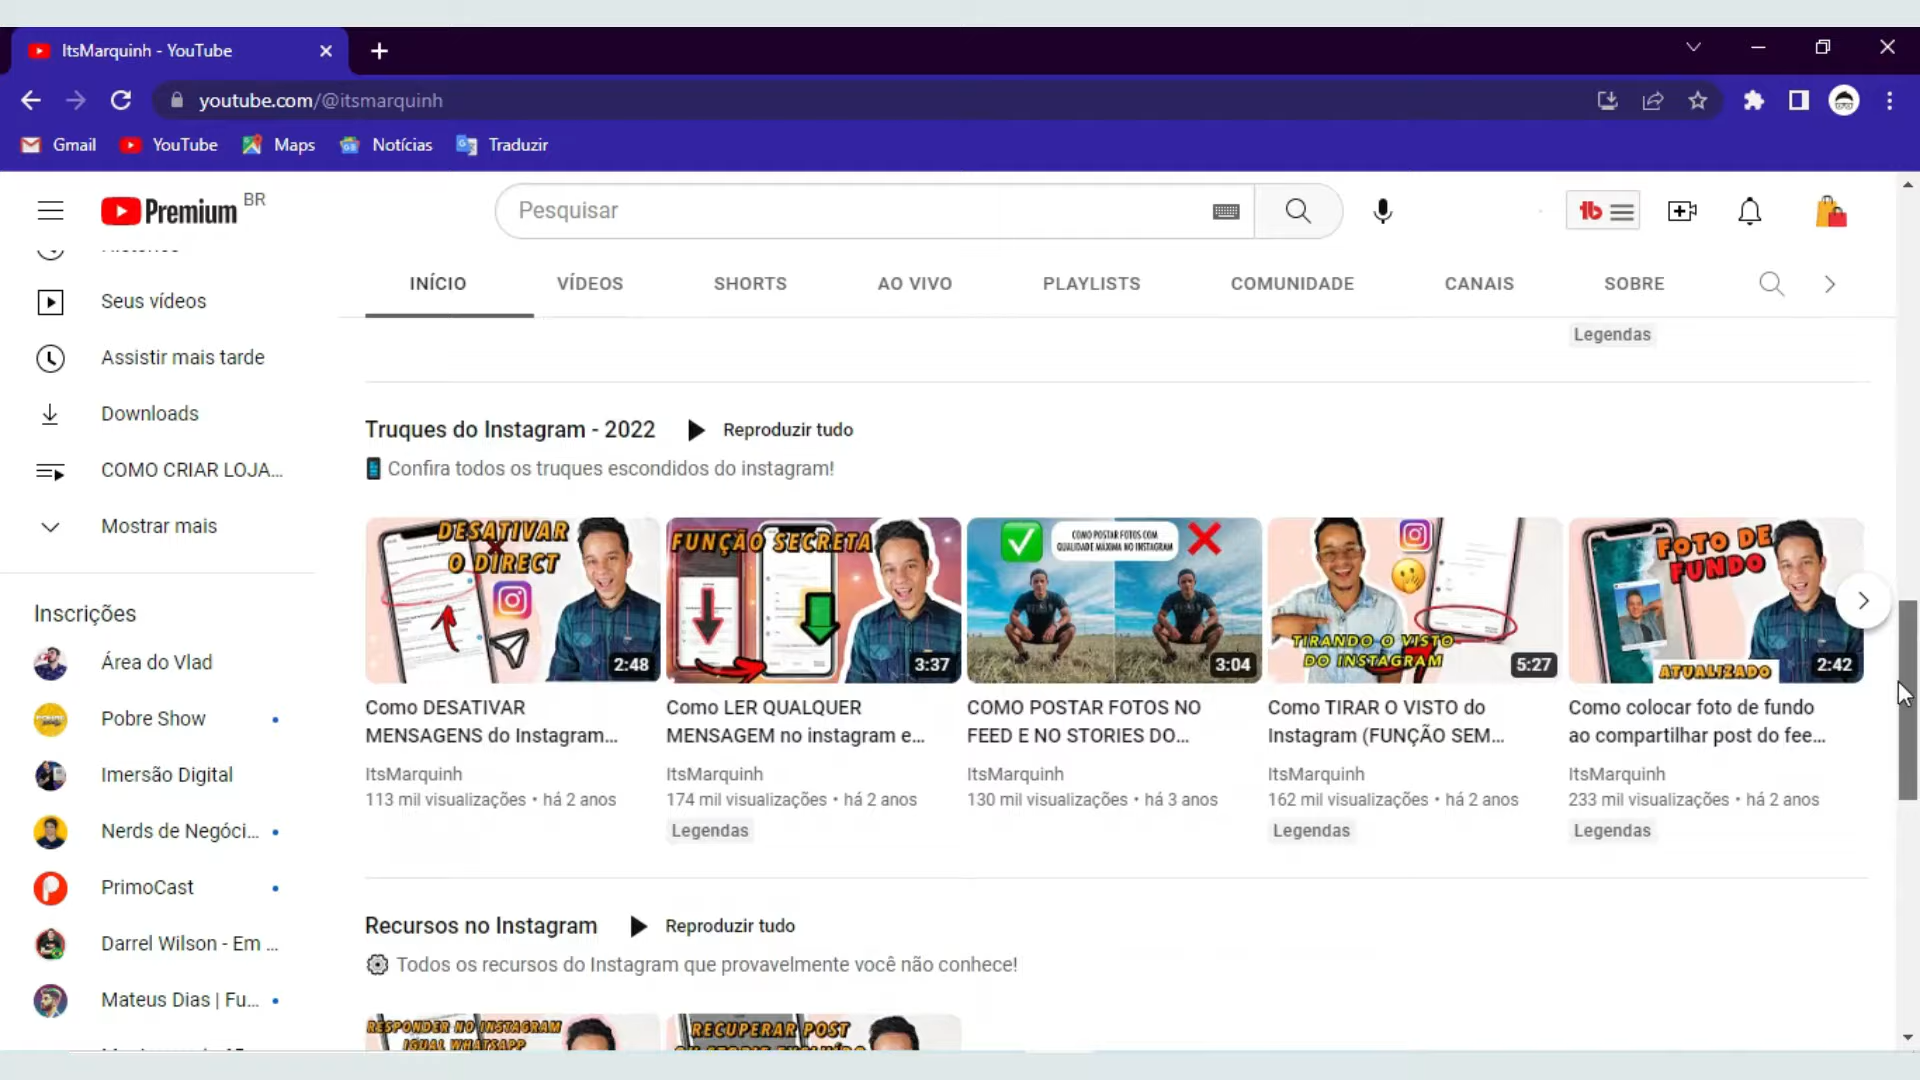 ItsMarquinh - YouTube
youtube.com/@itsmarquinh
Gmail
YouTube
Maps
Notícias
Traduzir
Premium BR
Pesquisar
INÍCIO
VÍDEOS
SHORTS
AO VIVO
PLAYLISTS
COMUNIDADE
CANAIS
SOBRE
Seus vídeos
Assistir mais tarde
Downloads
COMO CRIAR LOJA...
Mostrar mais
Inscrições
Área do Vlad
Pobre Show
Imersão Digital
Nerds de Negóci...
PrimoCast
Darrel Wilson - Em ...
Mateus Dias | Fu...
Legendas
Truques do Instagram - 2022
Reproduzir tudo
Confira todos os truques escondidos do instagram!
DESATIVAR
O DIRECT
2:48
Como DESATIVAR
MENSAGENS do Instagram...
ItsMarquinh
113 mil visualizações • há 2 anos
FUNÇÃO SECRETA
3:37
Como LER QUALQUER
MENSAGEM no instagram e...
ItsMarquinh
174 mil visualizações • há 2 anos
Legendas
COMO POSTAR FOTOS COM
QUALIDADE MÁXIMA NO INSTAGRAM
3:04
COMO POSTAR FOTOS NO
FEED E NO STORIES DO...
ItsMarquinh
130 mil visualizações • há 3 anos
TIRANDO O VISTO
DO INSTAGRAM
5:27
Como TIRAR O VISTO do
Instagram (FUNÇÃO SEM...
ItsMarquinh
162 mil visualizações • há 2 anos
Legendas
FOTO DE
FUNDO
ATUALIZADO
2:42
Como colocar foto de fundo
ao compartilhar post do fee...
ItsMarquinh
233 mil visualizações • há 2 anos
Legendas
Recursos no Instagram
Reproduzir tudo
Todos os recursos do Instagram que provavelmente você não conhece!
RESPONDER NO INSTAGRAM
IGUAL WHATSAPP
RECUPERAR POST